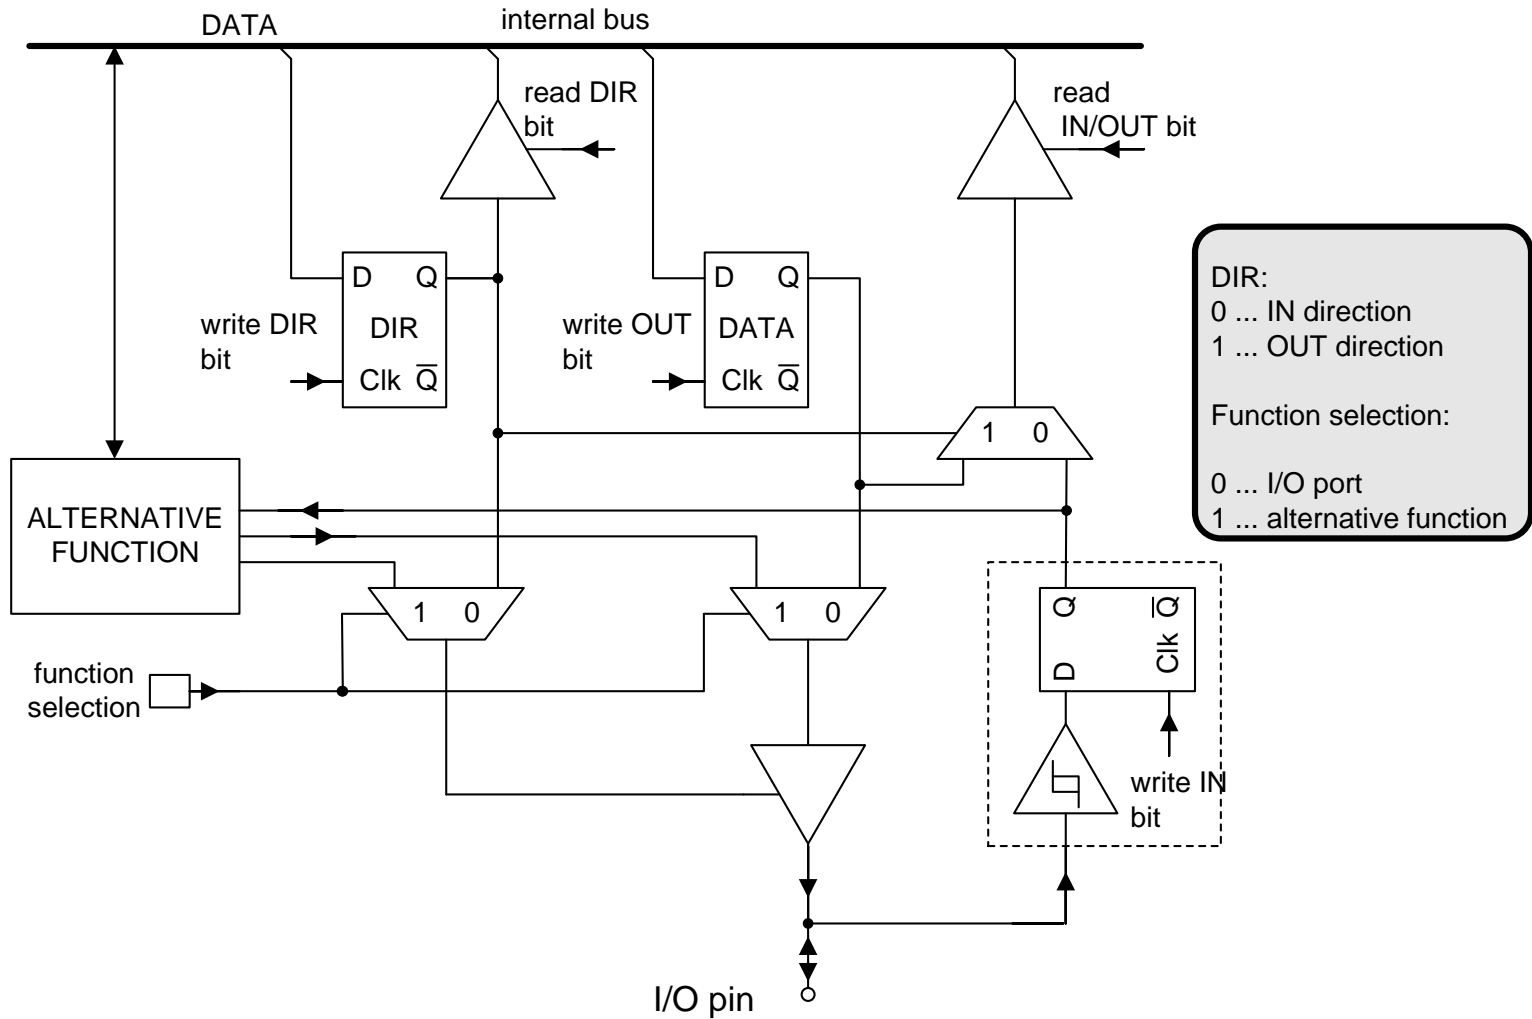 DATA
internal bus
read DIR
bit
read
IN/OUT bit
D Q
DIR
Clk Q̅
write DIR
bit
D Q
DATA
Clk Q̅
write OUT
bit
DIR:
0 ... IN direction
1 ... OUT direction
Function selection:
0 ... I/O port
1 ... alternative function
1 0
ALTERNATIVE
FUNCTION
1 0
1 0
Q Q̅
D Clk
function
selection
write IN
bit
I/O pin